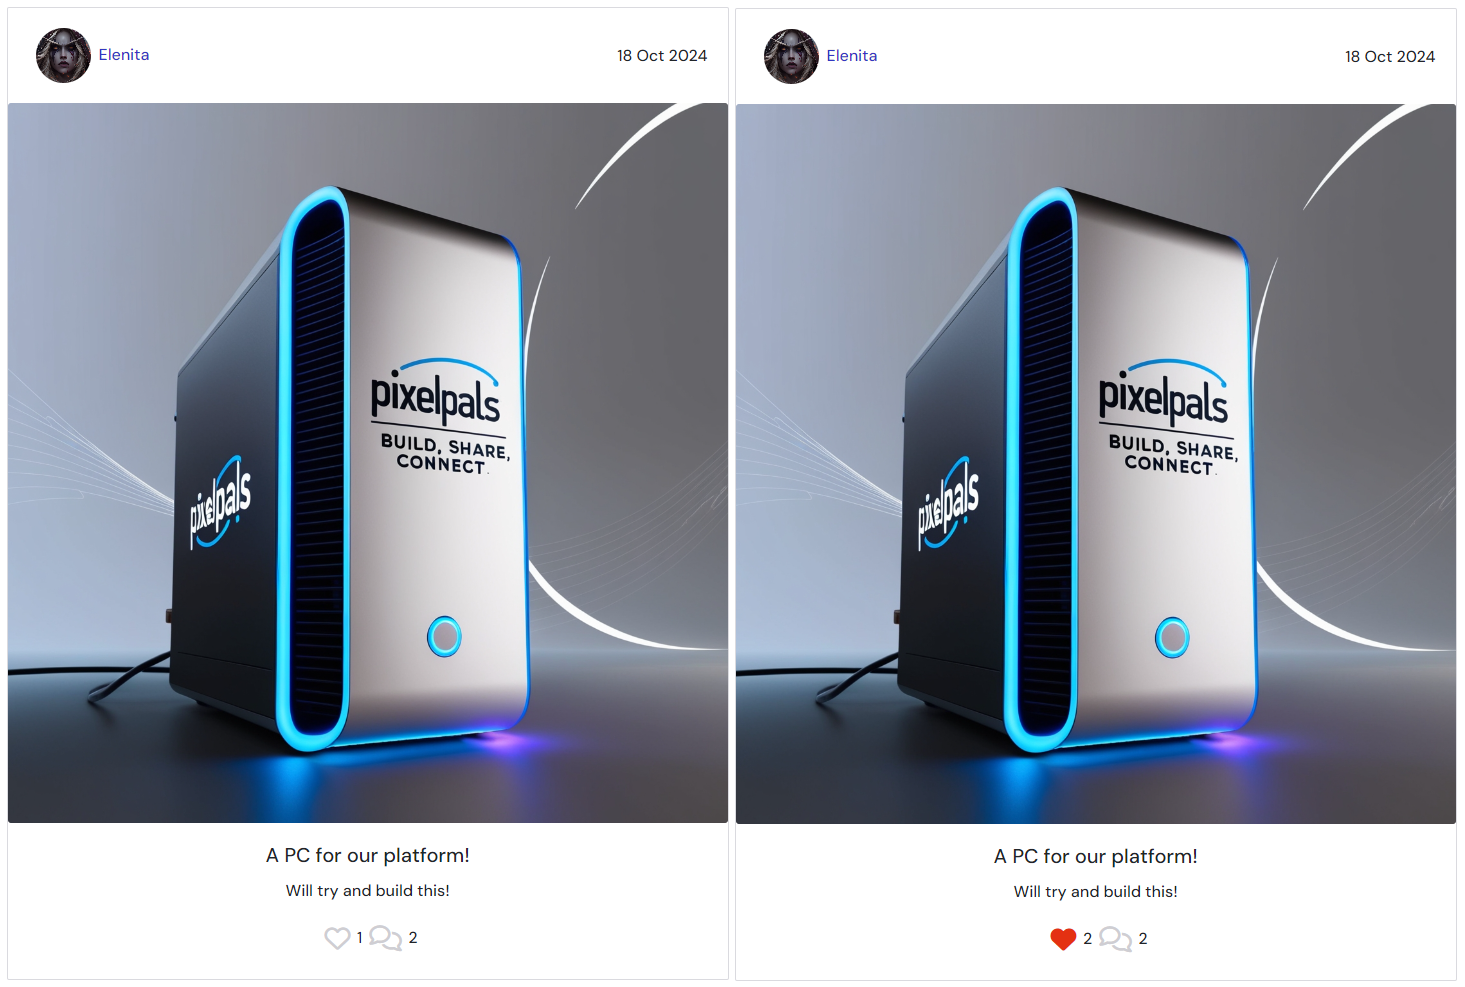 Elenita
18 Oct 2024
pixelpals
BUILD, SHARE,
CONNECT.
pixelpals
A PC for our platform!
Will try and build this!
1 2
Elenita
18 Oct 2024
pixelpals
BUILD, SHARE,
CONNECT.
pixelpals
A PC for our platform!
Will try and build this!
2 2